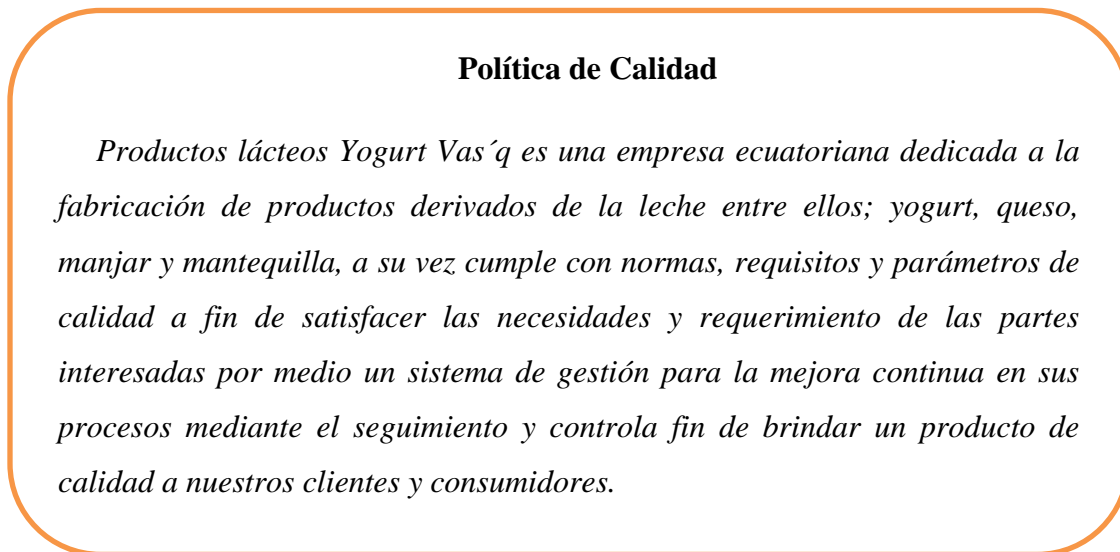 Política de Calidad
Productos lácteos Yogurt Vas´q es una empresa ecuatoriana dedicada a la
fabricación de productos derivados de la leche entre ellos; yogurt, queso,
manjar y mantequilla, a su vez cumple con normas, requisitos y parámetros de
calidad a fin de satisfacer las necesidades y requerimiento de las partes
interesadas por medio un sistema de gestión para la mejora continua en sus
procesos mediante el seguimiento y controla fin de brindar un producto de
calidad a nuestros clientes y consumidores.